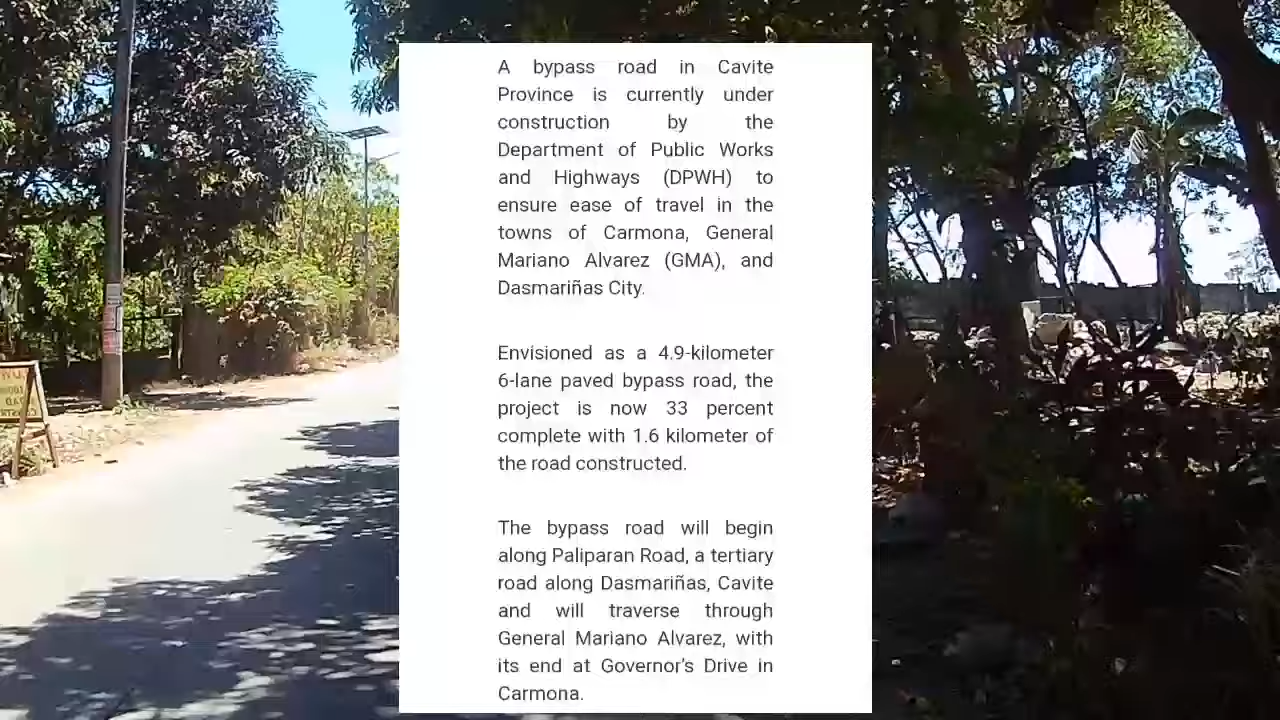 A bypass road in Cavite
Province is currently under
construction by the
Department of Public Works
and Highways (DPWH) to
ensure ease of travel in the
towns of Carmona, General
Mariano Alvarez (GMA), and
Dasmariñas City.
Envisioned as a 4.9-kilometer
6-lane paved bypass road, the
project is now 33 percent
complete with 1.6 kilometer of
the road constructed.
The bypass road will begin
along Paliparan Road, a tertiary
road along Dasmariñas, Cavite
and will traverse through
General Mariano Alvarez, with
its end at Governor's Drive in
Carmona.